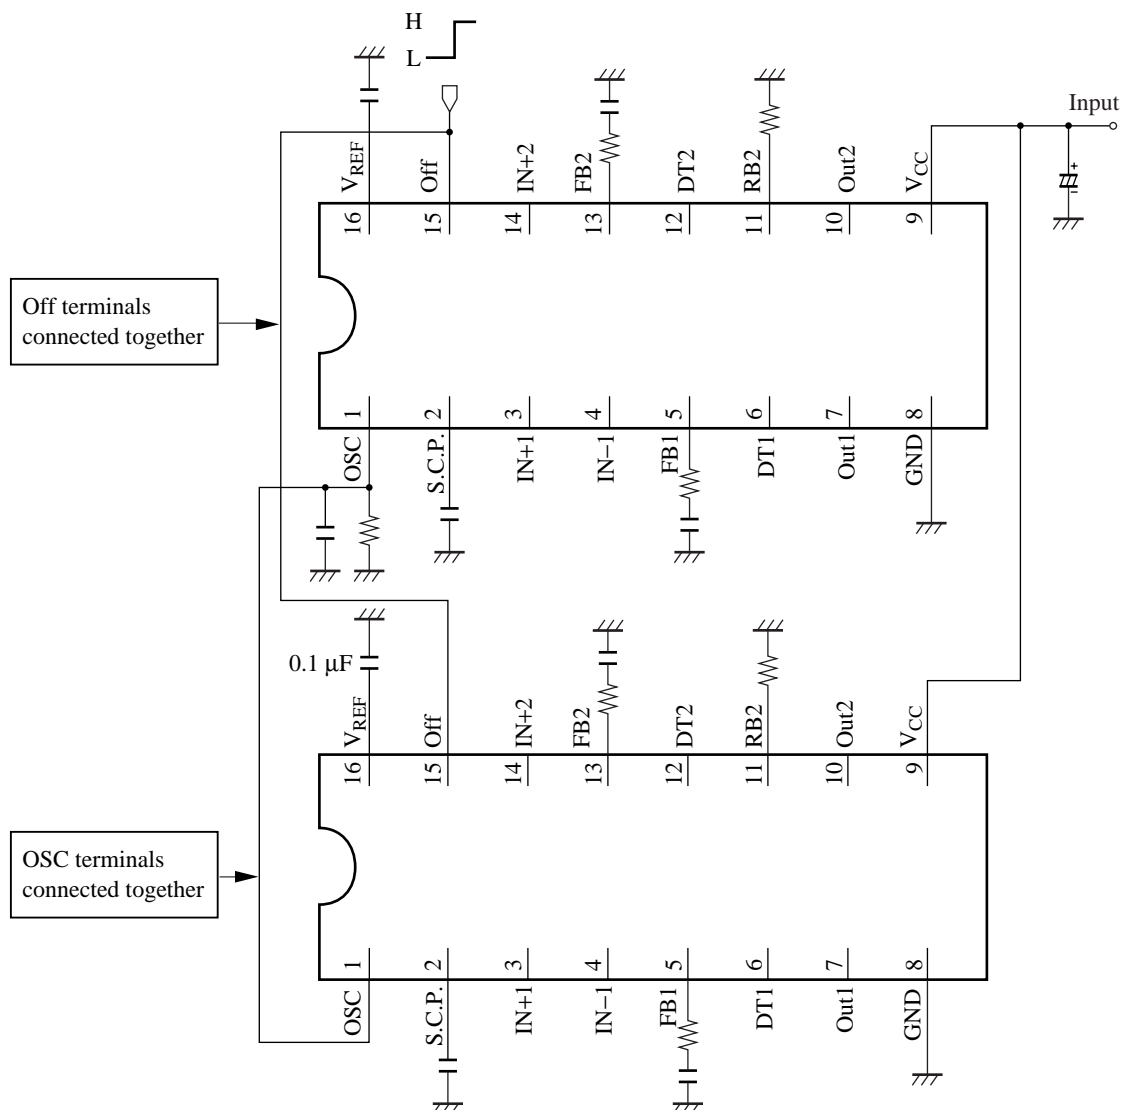 H
L
Input
VREF
Off
IN+2
FB2
DT2
RB2
Out2
VCC
16
15
14
13
12
11
10
9
+
-
Off terminals
connected together
1
2
3
4
5
6
7
8
OSC
S.C.P.
IN+1
IN−1
FB1
DT1
Out1
GND
0.1 µF
VREF
Off
IN+2
FB2
DT2
RB2
Out2
VCC
16
15
14
13
12
11
10
9
OSC terminals
connected together
1
2
3
4
5
6
7
8
OSC
S.C.P.
IN+1
IN−1
FB1
DT1
Out1
GND